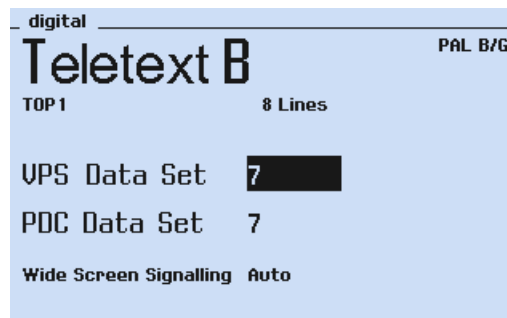 digital
Teletext B
PAL B/G
TOP1 8 Lines
VPS Data Set 7
PDC Data Set 7
Wide Screen Signalling Auto